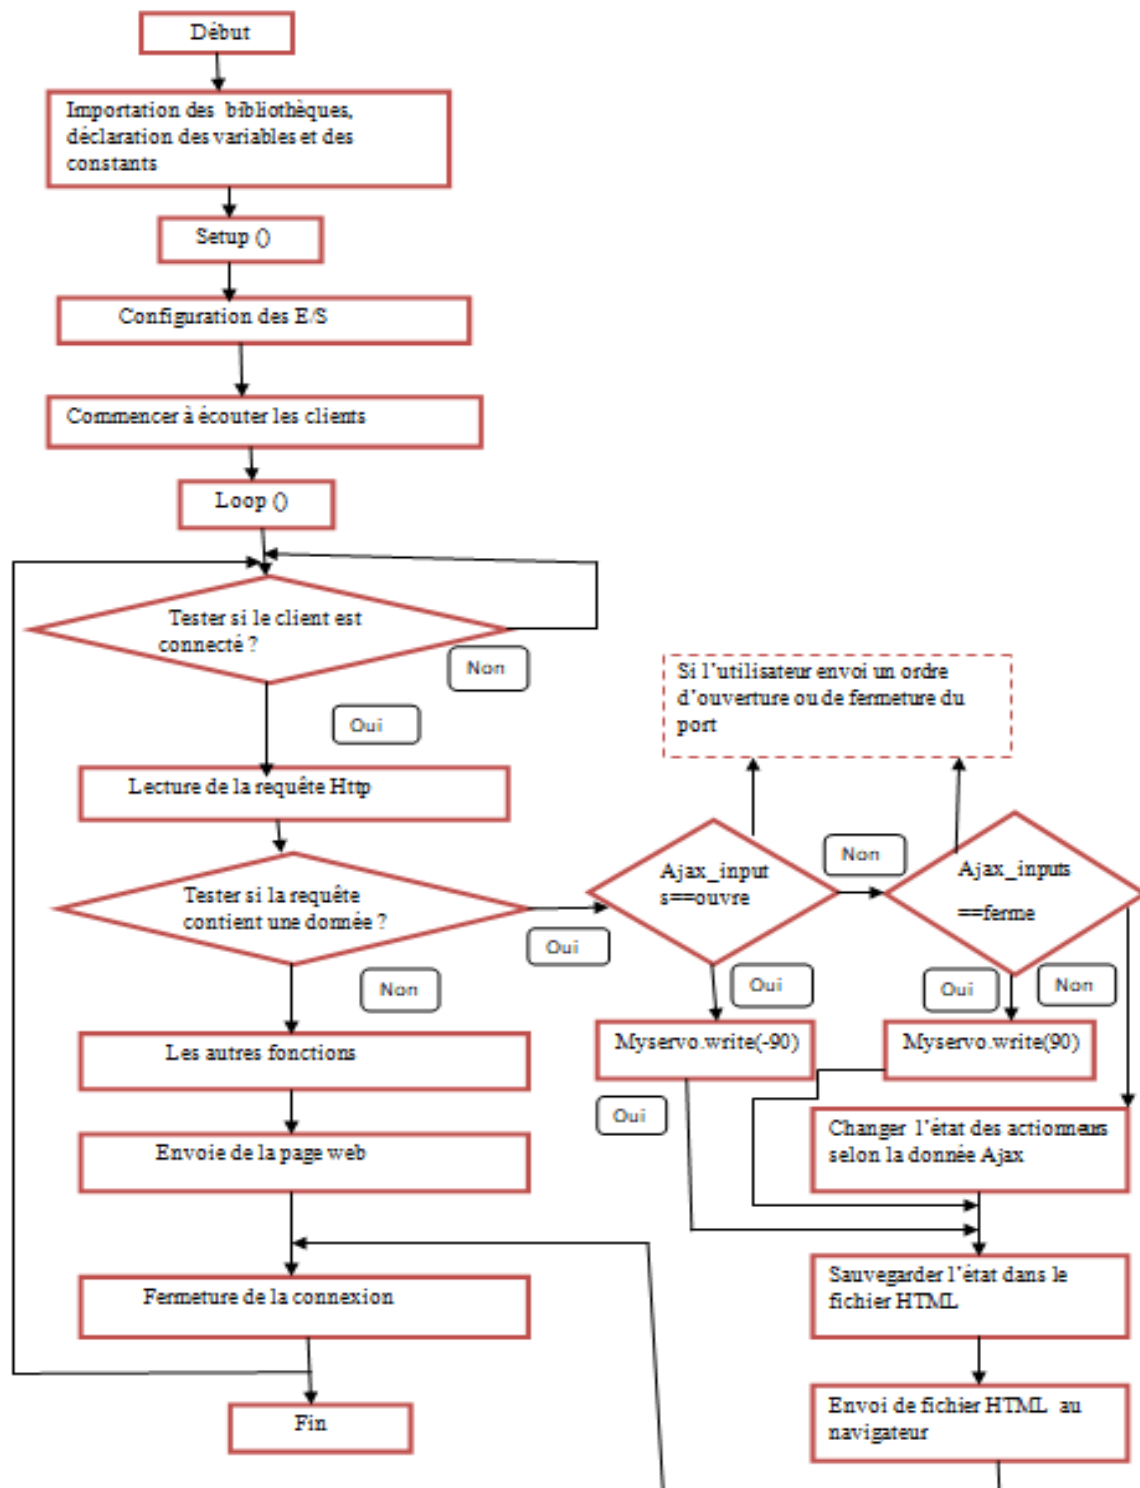 Début
Importation des bibliothèques,
déclaration des variables et des
constants
Setup ()
Configuration des E/S
Commencer à écouter les clients
Loop ()
Tester si le client est
connecté ?
Non
Oui
Lecture de la requête Http
Tester si la requête
contient une donnée ?
Oui
Non
Les autres fonctions
Envoie de la page web
Fermeture de la connexion
Fin
Si l'utilisateur envoi un ordre
d'ouverture ou de fermeture du
port
Ajax_input
s==ouvre
Non
Ajax_inputs
==ferme
Oui
Oui
Non
Myservo.write(-90)
Myservo.write(90)
Oui
Changer l'état des actionneurs
selon la donnée Ajax
Sauvegarder l'état dans le
fichier HTML
Envoi de fichier HTML au
navigateur